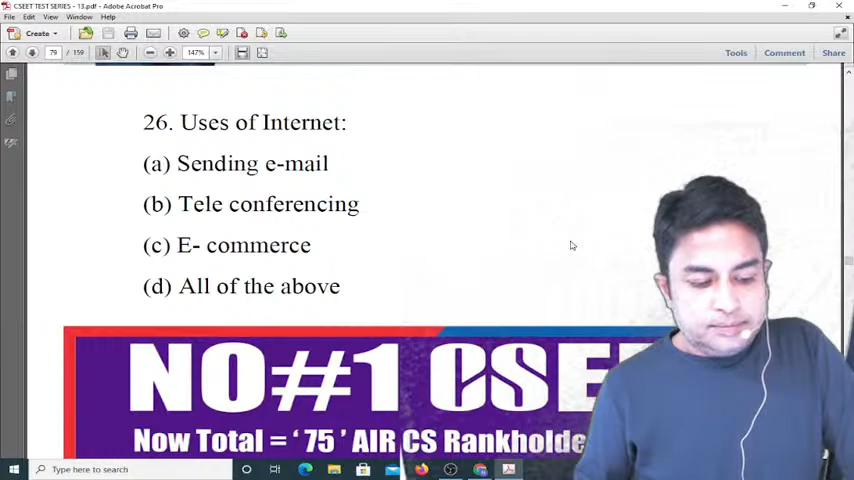 CSEET TEST SERIES - 13.pdf - Adobe Acrobat Pro
File Edit View Window Help
Create
79 / 159
147%
Tools Comment Share
26. Uses of Internet:
(a) Sending e-mail
(b) Tele conferencing
(c) E- commerce
(d) All of the above
NO#1 CSEE
Now Total = ‘ 75 ’ AIR CS Rankholde
Type here to search